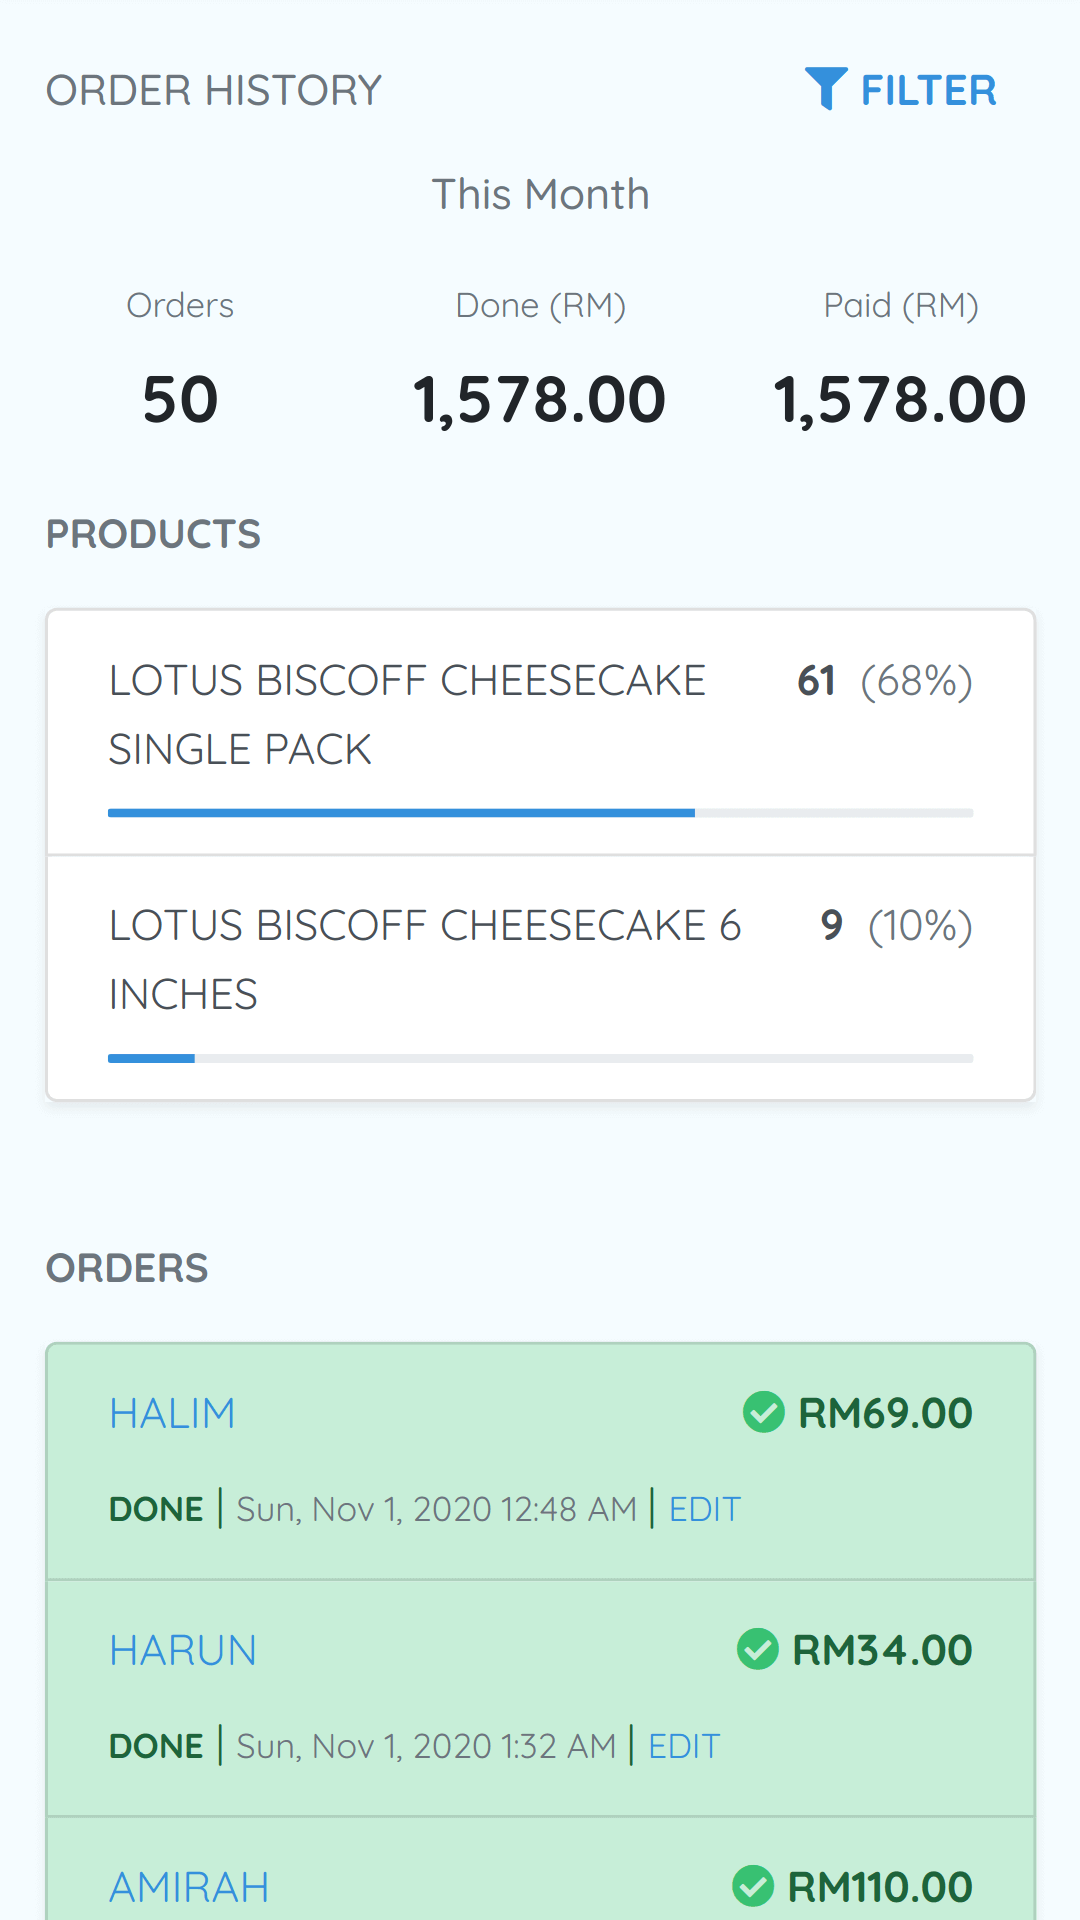 ORDER HISTORY FILTER
This Month
Orders Done (RM) Paid (RM)
50 1,578.00 1,578.00
PRODUCTS
LOTUS BISCOFF CHEESECAKE 61 (68%)
SINGLE PACK
LOTUS BISCOFF CHEESECAKE 6 9 (10%)
INCHES
ORDERS
HALIM RM69.00
DONE | Sun, Nov 1, 2020 12:48 AM | EDIT
HARUN RM34.00
DONE | Sun, Nov 1, 2020 1:32 AM | EDIT
AMIRAH RM110.00